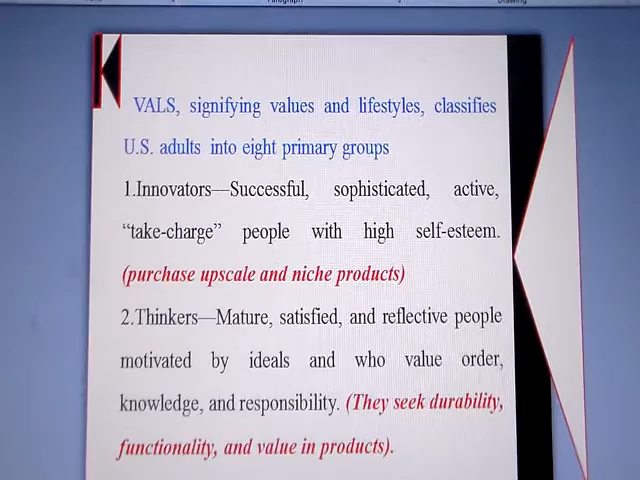 Paragraph
Drawing
VALS, signifying values and lifestyles, classifies
U.S. adults into eight primary groups
1.Innovators—Successful, sophisticated, active,
“take-charge” people with high self-esteem.
(purchase upscale and niche products)
2.Thinkers—Mature, satisfied, and reflective people
motivated by ideals and who value order,
knowledge, and responsibility. (They seek durability,
functionality, and value in products).